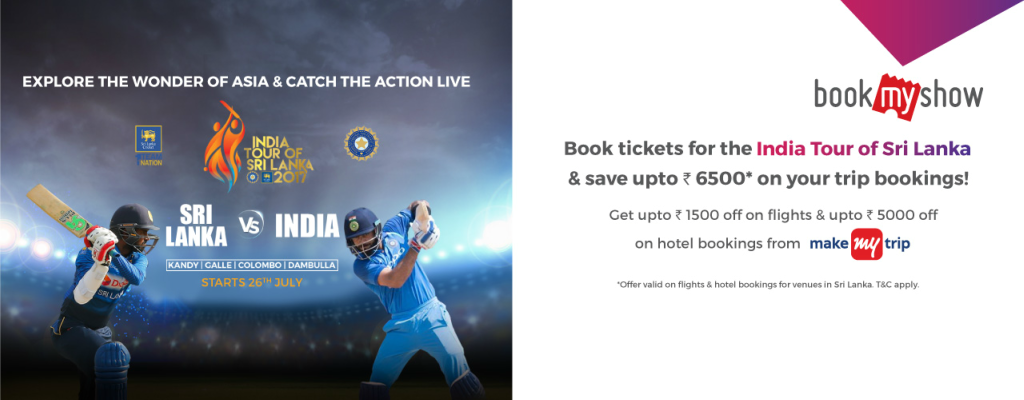 EXPLORE THE WONDER OF ASIA & CATCH THE ACTION LIVE
INDIA
TOUR OF
SRI LANKA
2017
NATION
SRI
LANKA
VS
INDIA
KANDY | GALLE | COLOMBO | DAMBULLA
STARTS 26TH JULY
bookmyshow
Book tickets for the India Tour of Sri Lanka
& save upto ₹ 6500* on your trip bookings!
Get upto ₹ 1500 off on flights & upto ₹ 5000 off
on hotel bookings from make my trip
*Offer valid on flights & hotel bookings for venues in Sri Lanka. T&C apply.